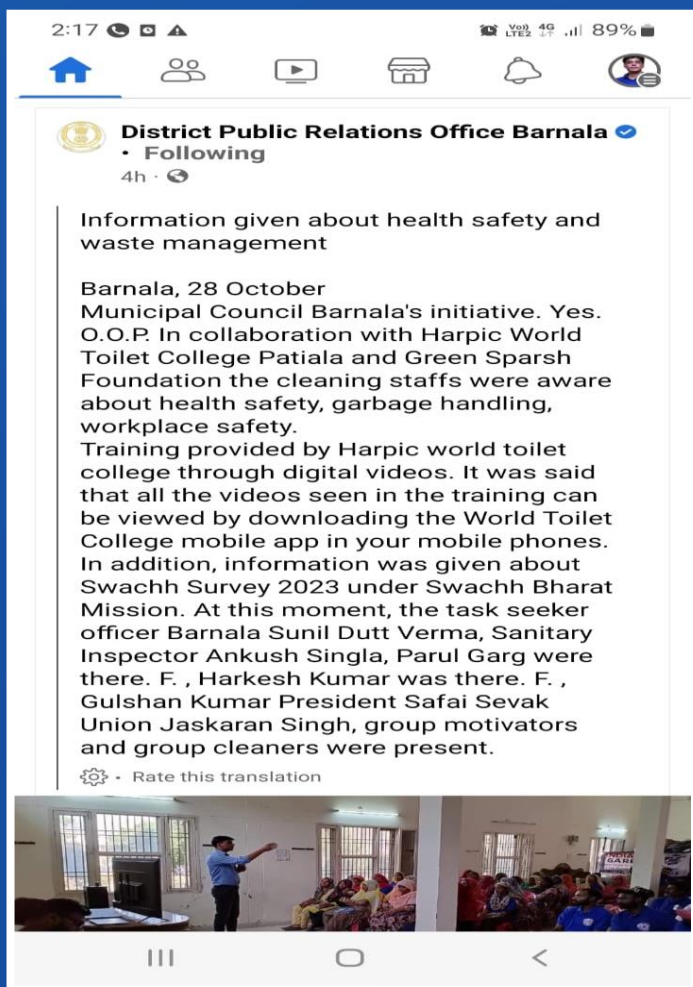 2:17
Vo)) 4G
LTE2
89%
District Public Relations Office Barnala
· Following
4h ·
Information given about health safety and
waste management
Barnala, 28 October
Municipal Council Barnala's initiative. Yes.
O.O.P. In collaboration with Harpic World
Toilet College Patiala and Green Sparsh
Foundation the cleaning staffs were aware
about health safety, garbage handling,
workplace safety.
Training provided by Harpic world toilet
college through digital videos. It was said
that all the videos seen in the training can
be viewed by downloading the World Toilet
College mobile app in your mobile phones.
In addition, information was given about
Swachh Survey 2023 under Swachh Bharat
Mission. At this moment, the task seeker
officer Barnala Sunil Dutt Verma, Sanitary
Inspector Ankush Singla, Parul Garg were
there. F. , Harkesh Kumar was there. F. ,
Gulshan Kumar President Safai Sevak
Union Jaskaran Singh, group motivators
and group cleaners were present.
· Rate this translation